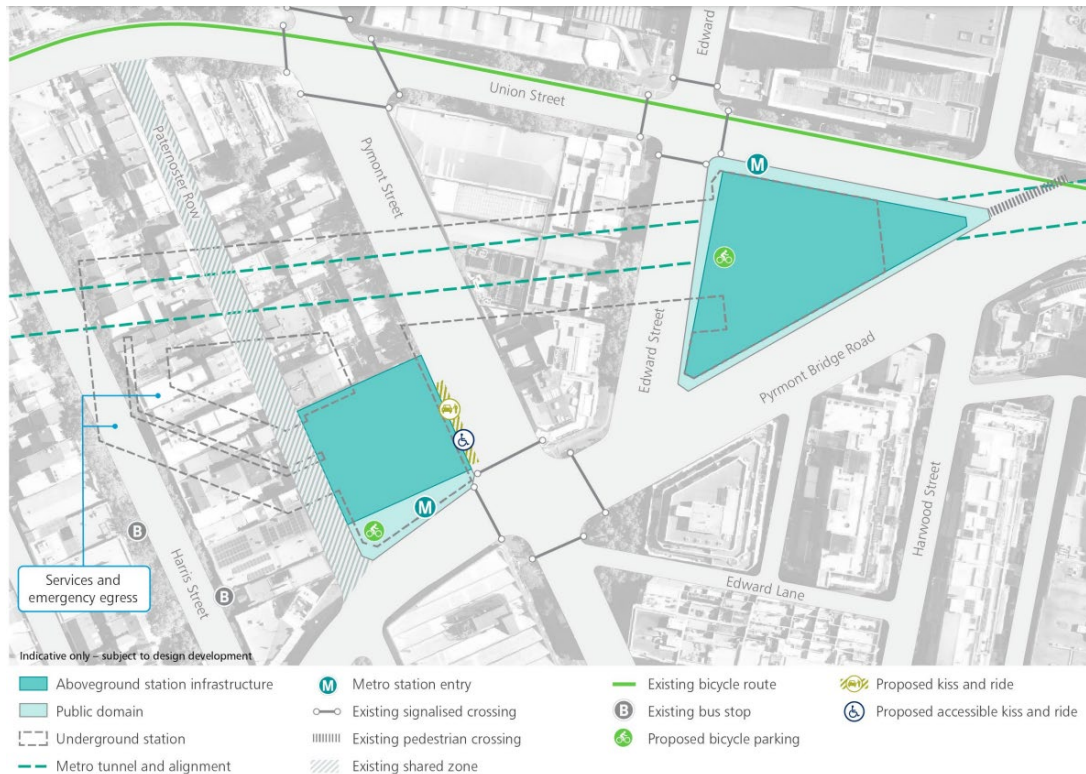 Edward
Union Street
M
Paternoster Row
Pymont Street
Edward Street
Pyrmont Bridge Road
M
B
Services and
emergency egress
Harris Street
B
Edward Lane
Harwood Street
Indicative only – subject to design development
Aboveground station infrastructure
M Metro station entry
Existing bicycle route
Proposed kiss and ride
Public domain
Existing signalised crossing
B Existing bus stop
Proposed accessible kiss and ride
Underground station
Existing pedestrian crossing
Proposed bicycle parking
Metro tunnel and alignment
Existing shared zone